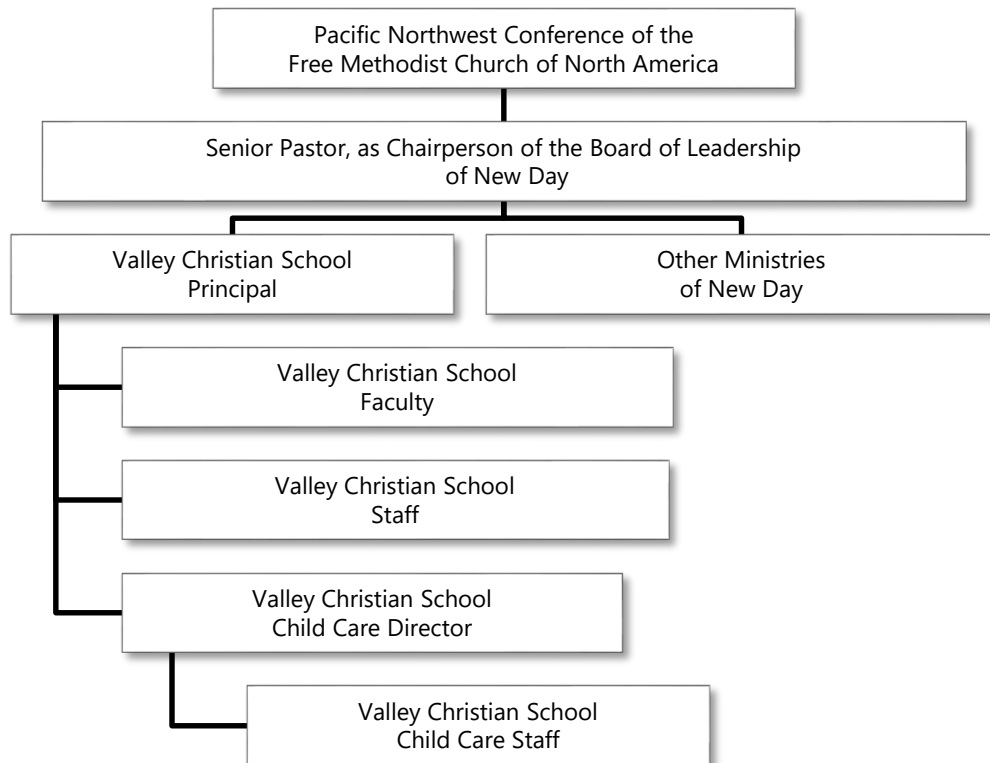 Pacific Northwest Conference of the
Free Methodist Church of North America
Senior Pastor, as Chairperson of the Board of Leadership
of New Day
Valley Christian School
Principal
Other Ministries
of New Day
Valley Christian School
Faculty
Valley Christian School
Staff
Valley Christian School
Child Care Director
Valley Christian School
Child Care Staff